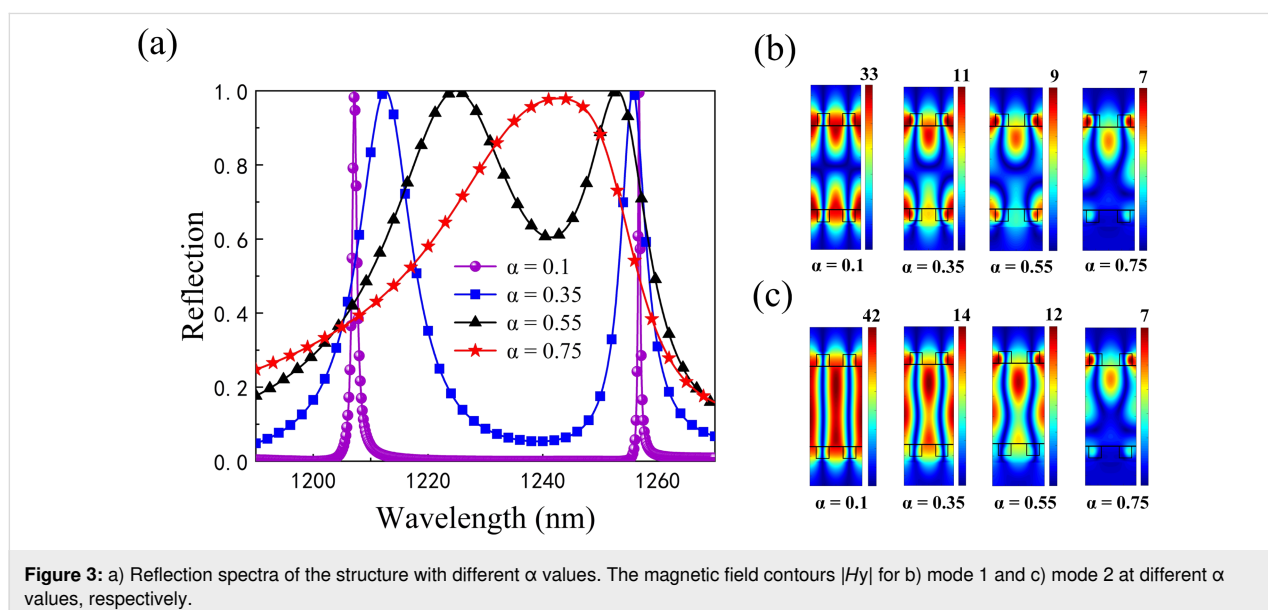 (a)
Reflection
1.0
0.8
0.6
0.4
0.2
0.0
α = 0.1
α = 0.35
α = 0.55
α = 0.75
1200 1220 1240 1260
Wavelength (nm)
(b)
33 11 9 7
α = 0.1 α = 0.35 α = 0.55 α = 0.75
(c)
42 14 12 7
α = 0.1 α = 0.35 α = 0.55 α = 0.75
Figure 3: a) Reflection spectra of the structure with different α values. The magnetic field contours |Hy| for b) mode 1 and c) mode 2 at different α
values, respectively.